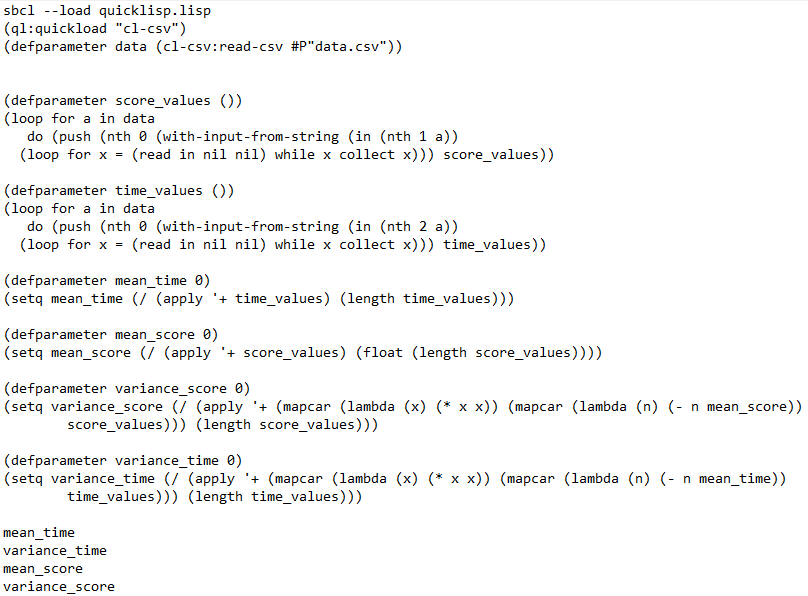 sbcl --load quicklisp.lisp
(ql:quickload "cl-csv")
(defparameter data (cl-csv:read-csv #P"data.csv"))
(defparameter score_values ())
(loop for a in data
do (push (nth 0 (with-input-from-string (in (nth 1 a))
(loop for x = (read in nil nil) while x collect x))) score_values))
(defparameter time_values ())
(loop for a in data
do (push (nth 0 (with-input-from-string (in (nth 2 a))
(loop for x = (read in nil nil) while x collect x))) time_values))
(defparameter mean_time 0)
(setq mean_time (/ (apply '+ time_values) (length time_values)))
(defparameter mean_score 0)
(setq mean_score (/ (apply '+ score_values) (float (length score_values))))
(defparameter variance_score 0)
(setq variance_score (/ (apply '+ (mapcar (lambda (x) (* x x)) (mapcar (lambda (n) (- n mean_score))
score_values))) (length score_values)))
(defparameter variance_time 0)
(setq variance_time (/ (apply '+ (mapcar (lambda (x) (* x x)) (mapcar (lambda (n) (- n mean_time))
time_values))) (length time_values)))
mean_time
variance_time
mean_score
variance_score